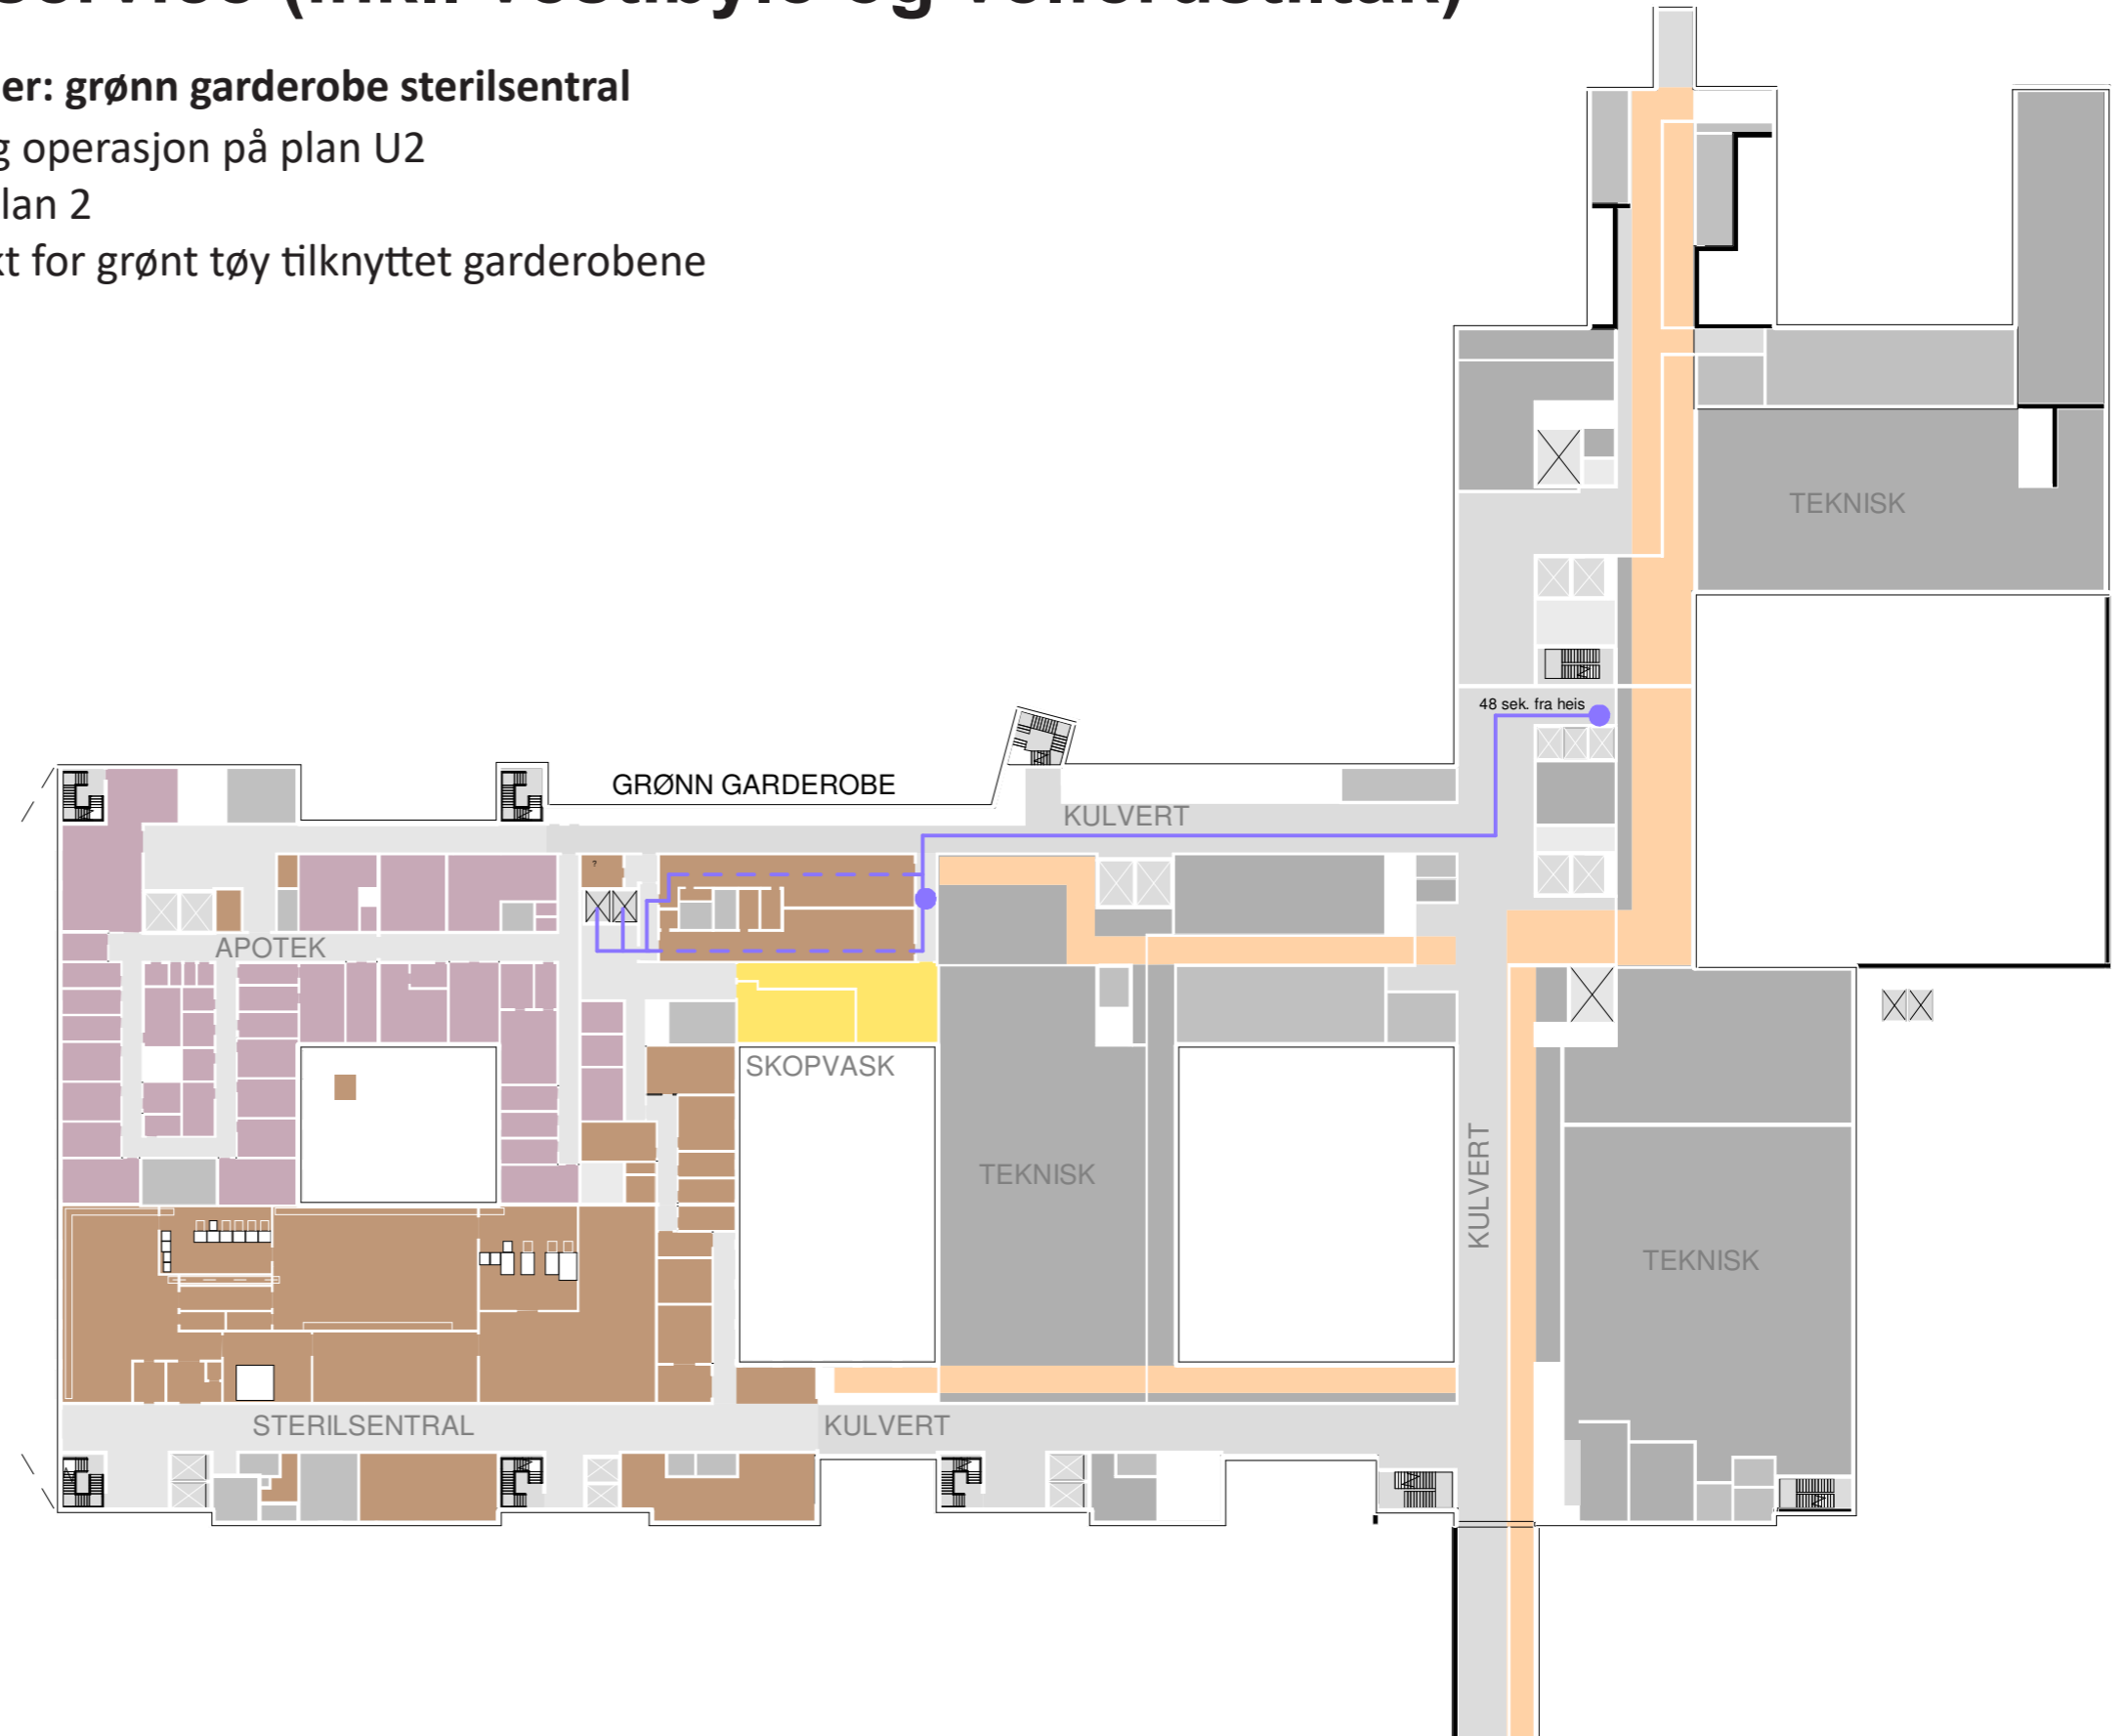 er: grønn garderobe sterilsentral
operasjon på plan U2
lan 2
for grønt tøy tilknyttet garderobene
TEKNISK
48 sek. fra heis
GRØNN GARDEROBE
KULVERT
?
APOTEK
SKOPVASK
KULVERT
TEKNISK
TEKNISK
STERILSENTRAL
KULVERT